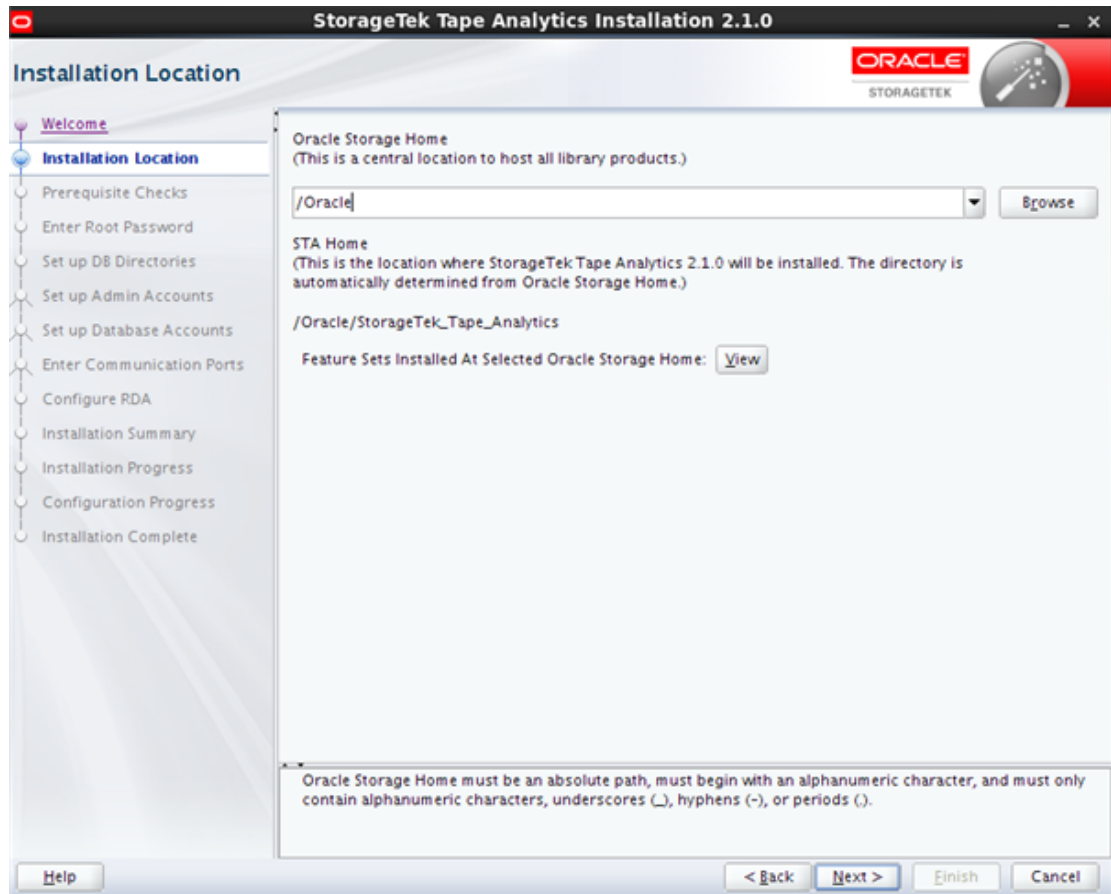 StorageTek Tape Analytics Installation 2.1.0
Installation Location
ORACLE
STORAGETEK
Welcome
Installation Location
Prerequisite Checks
Enter Root Password
Set up DB Directories
Set up Admin Accounts
Set up Database Accounts
Enter Communication Ports
Configure RDA
Installation Summary
Installation Progress
Configuration Progress
Installation Complete
Oracle Storage Home
(This is a central location to host all library products.)
/Oracle
Browse
STA Home
(This is the location where StorageTek Tape Analytics 2.1.0 will be installed. The directory is
automatically determined from Oracle Storage Home.)
/Oracle/StorageTek_Tape_Analytics
Feature Sets Installed At Selected Oracle Storage Home: View
Oracle Storage Home must be an absolute path, must begin with an alphanumeric character, and must only
contain alphanumeric characters, underscores (_), hyphens (-), or periods (.).
Help
< Back
Next >
Finish
Cancel